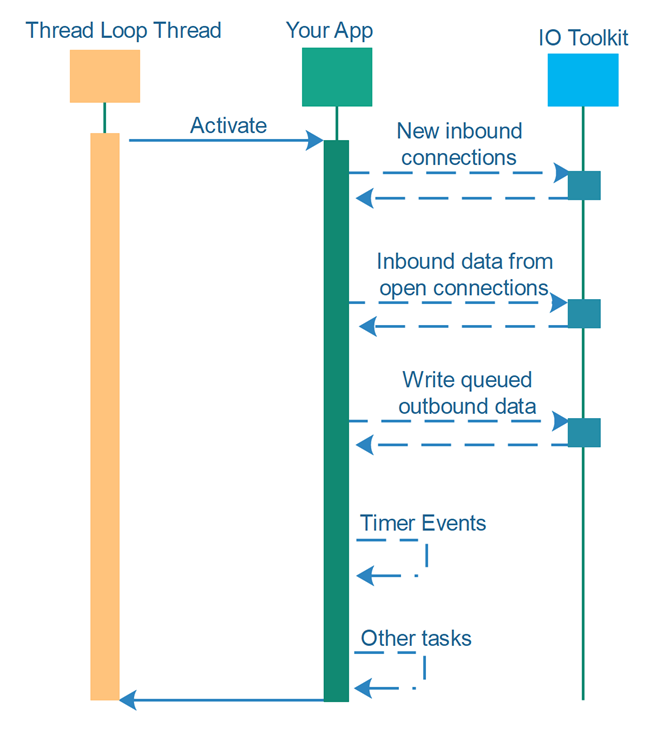 Thread Loop Thread
Your App
IO Toolkit
Activate
New inbound
connections
Inbound data from
open connections
Write queued
outbound data
Timer Events
Other tasks